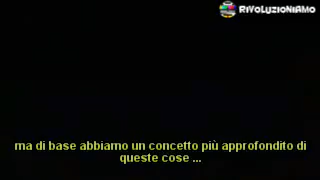 RiVOLUZiONiAMO
ma di base abbiamo un concetto più approfondito di
queste cose ...